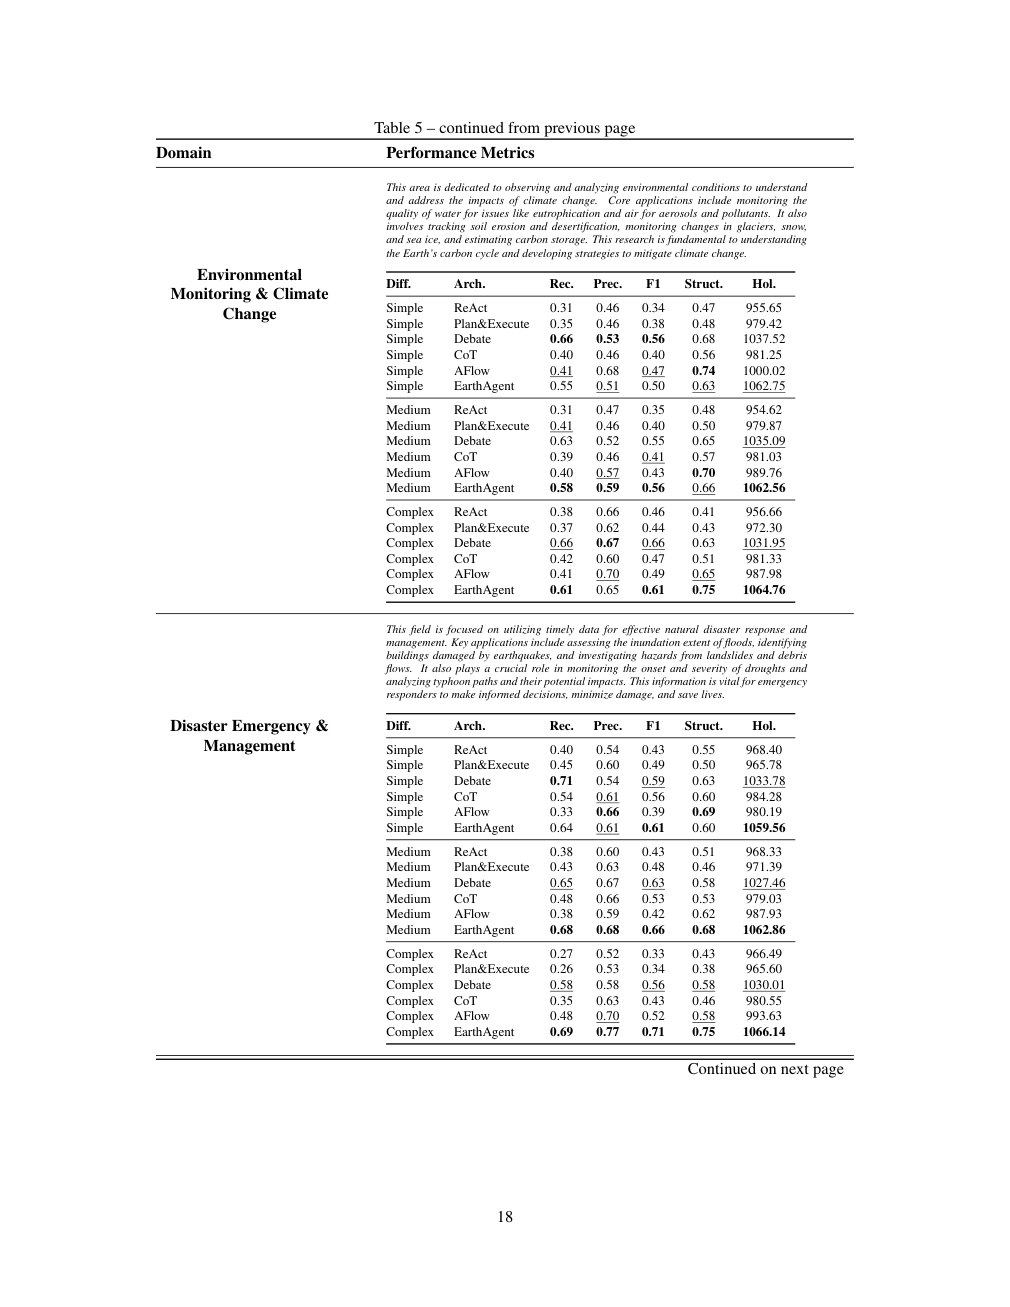 Table 5 – continued from previous page
Domain Performance Metrics
This area is dedicated to observing and analyzing environmental conditions to understand
and address the impacts of climate change. Core applications include monitoring the
quality of water for issues like eutrophication and air for aerosols and pollutants. It also
involves tracking soil erosion and desertification, monitoring changes in glaciers, snow,
and sea ice, and estimating carbon storage. This research is fundamental to understanding
the Earth's carbon cycle and developing strategies to mitigate climate change.
Environmental
Monitoring & Climate
Change
Diff. Arch. Rec. Prec. F1 Struct. Hol.
Simple ReAct 0.31 0.46 0.34 0.47 955.65
Simple Plan&Execute 0.35 0.46 0.38 0.48 979.42
Simple Debate 0.66 0.53 0.56 0.68 1037.52
Simple CoT 0.40 0.46 0.40 0.56 981.25
Simple AFlow 0.41 0.68 0.47 0.74 1000.02
Simple EarthAgent 0.55 0.51 0.50 0.63 1062.75
Medium ReAct 0.31 0.47 0.35 0.48 954.62
Medium Plan&Execute 0.41 0.46 0.40 0.50 979.87
Medium Debate 0.63 0.52 0.55 0.65 1035.09
Medium CoT 0.39 0.46 0.41 0.57 981.03
Medium AFlow 0.40 0.57 0.43 0.70 989.76
Medium EarthAgent 0.58 0.59 0.56 0.66 1062.56
Complex ReAct 0.38 0.66 0.46 0.41 956.66
Complex Plan&Execute 0.37 0.62 0.44 0.43 972.30
Complex Debate 0.66 0.67 0.66 0.63 1031.95
Complex CoT 0.42 0.60 0.47 0.51 981.33
Complex AFlow 0.41 0.70 0.49 0.65 987.98
Complex EarthAgent 0.61 0.65 0.61 0.75 1064.76
This field is focused on utilizing timely data for effective natural disaster response and
management. Key applications include assessing the inundation extent of floods, identifying
buildings damaged by earthquakes, and investigating hazards from landslides and debris
flows. It also plays a crucial role in monitoring the onset and severity of droughts and
analyzing typhoon paths and their potential impacts. This information is vital for emergency
responders to make informed decisions, minimize damage, and save lives.
Disaster Emergency &
Management
Diff. Arch. Rec. Prec. F1 Struct. Hol.
Simple ReAct 0.40 0.54 0.43 0.55 968.40
Simple Plan&Execute 0.45 0.60 0.49 0.50 965.78
Simple Debate 0.71 0.54 0.59 0.63 1033.78
Simple CoT 0.54 0.61 0.56 0.60 984.28
Simple AFlow 0.33 0.66 0.39 0.69 980.19
Simple EarthAgent 0.64 0.61 0.61 0.60 1059.56
Medium ReAct 0.38 0.60 0.43 0.51 968.33
Medium Plan&Execute 0.43 0.63 0.48 0.46 971.39
Medium Debate 0.65 0.67 0.63 0.58 1027.46
Medium CoT 0.48 0.66 0.53 0.53 979.03
Medium AFlow 0.38 0.59 0.42 0.62 987.93
Medium EarthAgent 0.68 0.68 0.66 0.68 1062.86
Complex ReAct 0.27 0.52 0.33 0.43 966.49
Complex Plan&Execute 0.26 0.53 0.34 0.38 965.60
Complex Debate 0.58 0.58 0.56 0.58 1030.01
Complex CoT 0.35 0.63 0.43 0.46 980.55
Complex AFlow 0.48 0.70 0.52 0.58 993.63
Complex EarthAgent 0.69 0.77 0.71 0.75 1066.14
Continued on next page
18